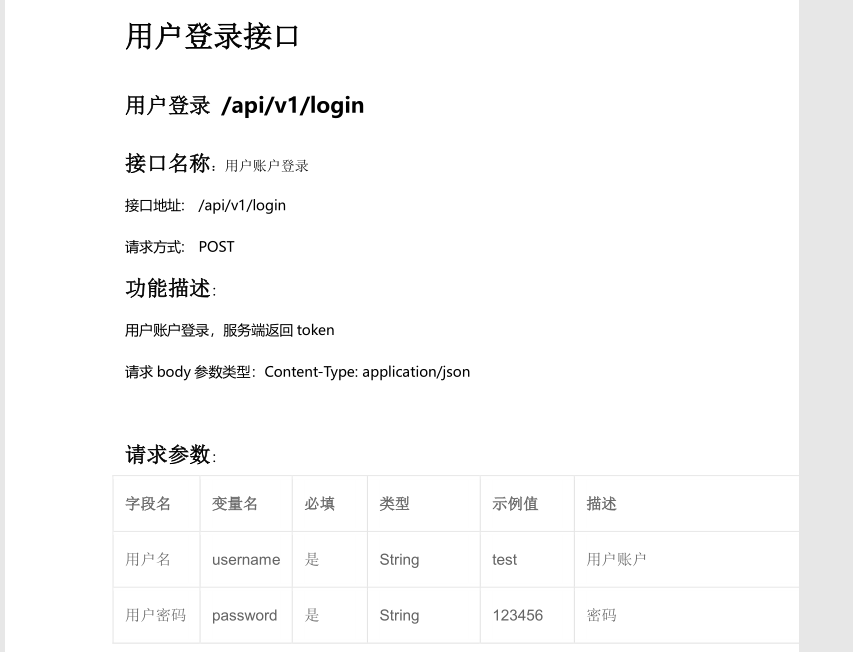 用户登录接口
用户登录 /api/v1/login
接口名称：用户账户登录
接口地址: /api/v1/login
请求方式: POST
功能描述:
用户账户登录，服务端返回 token
请求 body 参数类型：Content-Type: application/json
请求参数:
字段名 变量名 必填 类型 示例值 描述
用户名 username 是 String test 用户账户
用户密码 password 是 String 123456 密码